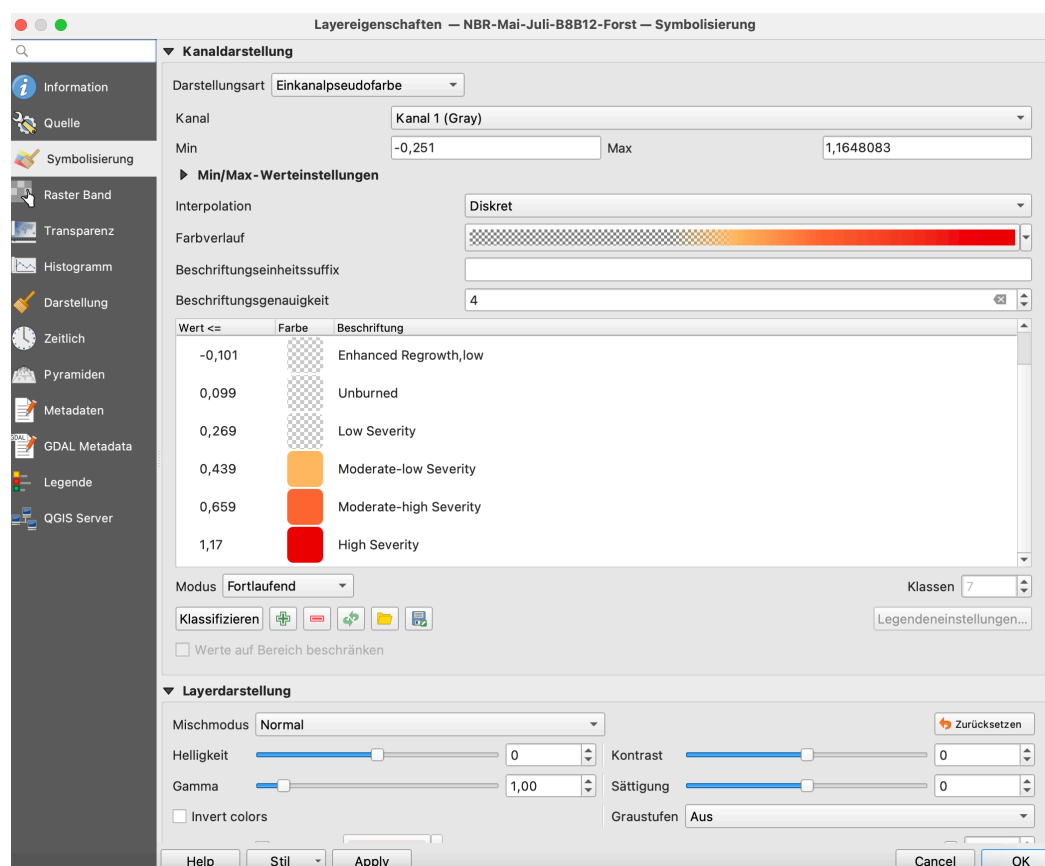 Layereigenschaften — NBR-Mai-Juli-B8B12-Forst — Symbolisierung
Information
Quelle
Symbolisierung
Raster Band
Transparenz
Histogramm
Darstellung
Zeitlich
Pyramiden
Metadaten
GDAL Metadata
Legende
QGIS Server
Kanaldarstellung
Darstellungsart Einkanalpseudofarbe
Kanal Kanal 1 (Gray)
Min -0,251 Max 1,1648083
Min/Max-Werteinstellungen
Interpolation Diskret
Farbverlauf
Beschriftungseinheitssuffix
Beschriftungsgenauigkeit 4
Wert <= Farbe Beschriftung
-0,101 Enhanced Regrowth,low
0,099 Unburned
0,269 Low Severity
0,439 Moderate-low Severity
0,659 Moderate-high Severity
1,17 High Severity
Modus Fortlaufend Klassen 7
Klassifizieren Legendeneinstellungen...
Werte auf Bereich beschränken
Layerdarstellung
Mischmodus Normal Zurücksetzen
Helligkeit 0 Kontrast 0
Gamma 1,00 Sättigung 0
Invert colors Graustufen Aus
Help Stil Apply Cancel OK